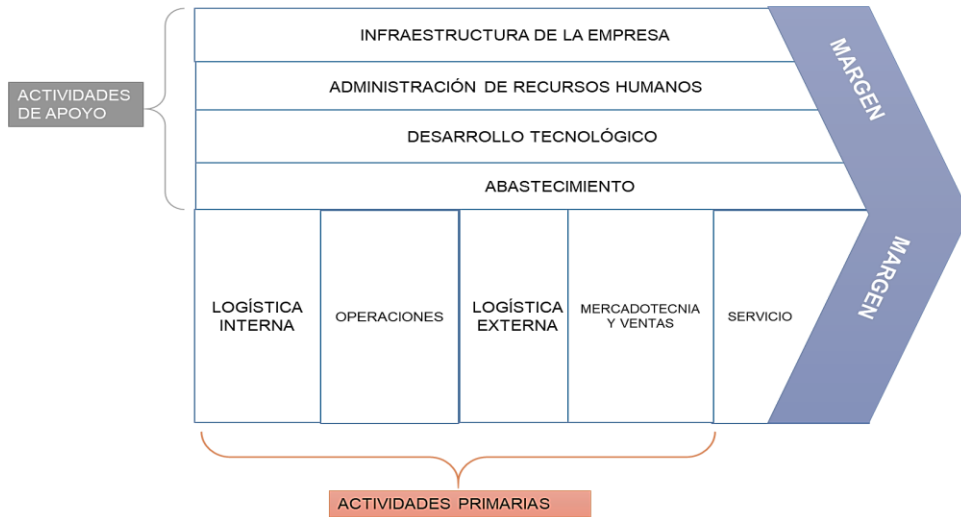 INFRAESTRUCTURA DE LA EMPRESA
ADMINISTRACIÓN DE RECURSOS HUMANOS
DESARROLLO TECNOLÓGICO
ABASTECIMIENTO
ACTIVIDADES
DE APOYO
MARGEN
MARGEN
LOGÍSTICA
INTERNA
OPERACIONES
LOGÍSTICA
EXTERNA
MERCADOTECNIA
Y VENTAS
SERVICIO
ACTIVIDADES PRIMARIAS